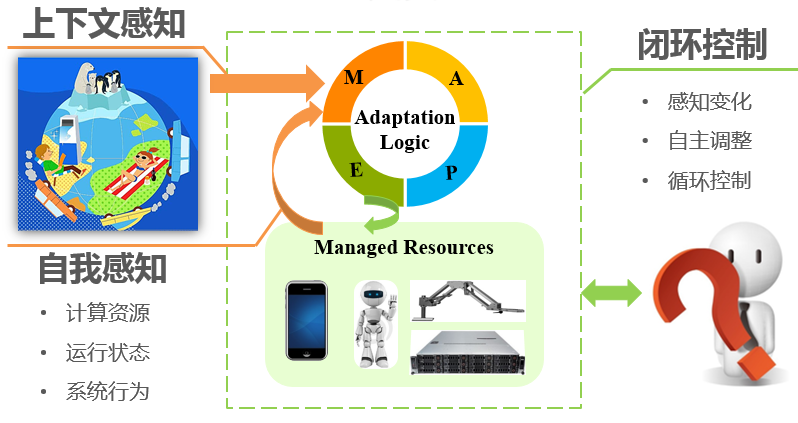 上下文感知
闭环控制
• 感知变化
• 自主调整
• 循环控制
M
A
Adaptation
Logic
E
P
Managed Resources
自我感知
• 计算资源
• 运行状态
• 系统行为